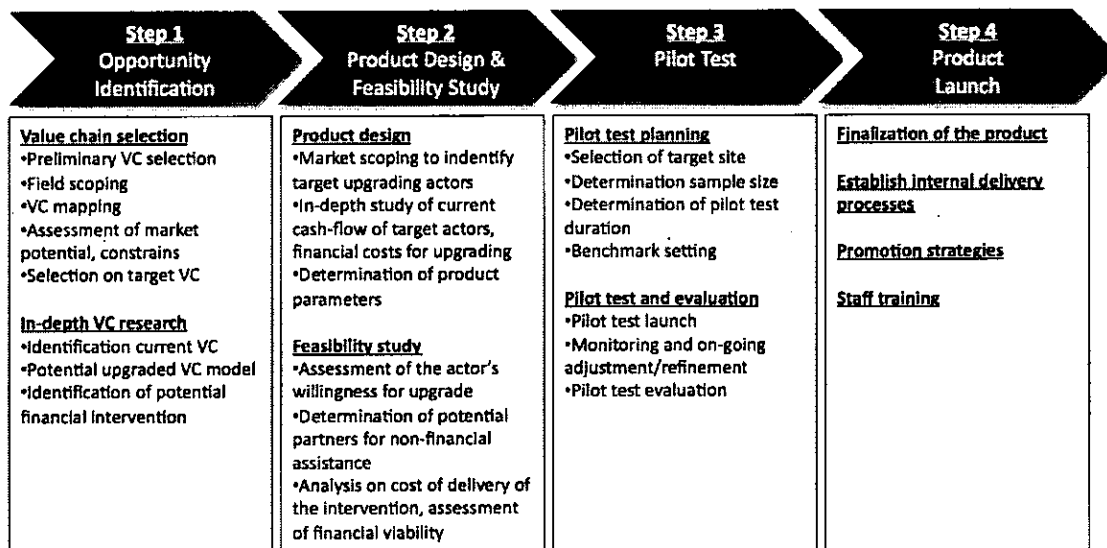 Step 1
Opportunity
Identification
Step 2
Product Design &
Feasibility Study
Step 3
Pilot Test
Step 4
Product
Launch
Value chain selection
•Preliminary VC selection
•Field scoping
•VC mapping
•Assessment of market
potential, constrains
•Selection on target VC
In-depth VC research
•Identification current VC
•Potential upgraded VC model
•Identification of potential
financial intervention
Product design
•Market scoping to indentify
target upgrading actors
•In-depth study of current
cash-flow of target actors,
financial costs for upgrading
•Determination of product
parameters
Feasibility study
•Assessment of the actor's
willingness for upgrade
•Determination of potential
partners for non-financial
assistance
•Analysis on cost of delivery of
the intervention, assessment
of financial viability
Pilot test planning
•Selection of target site
•Determination sample size
•Determination of pilot test
duration
•Benchmark setting
Pilot test and evaluation
•Pilot test launch
•Monitoring and on-going
adjustment/refinement
•Pilot test evaluation
Finalization of the product
Establish internal delivery
processes
Promotion strategies
Staff training